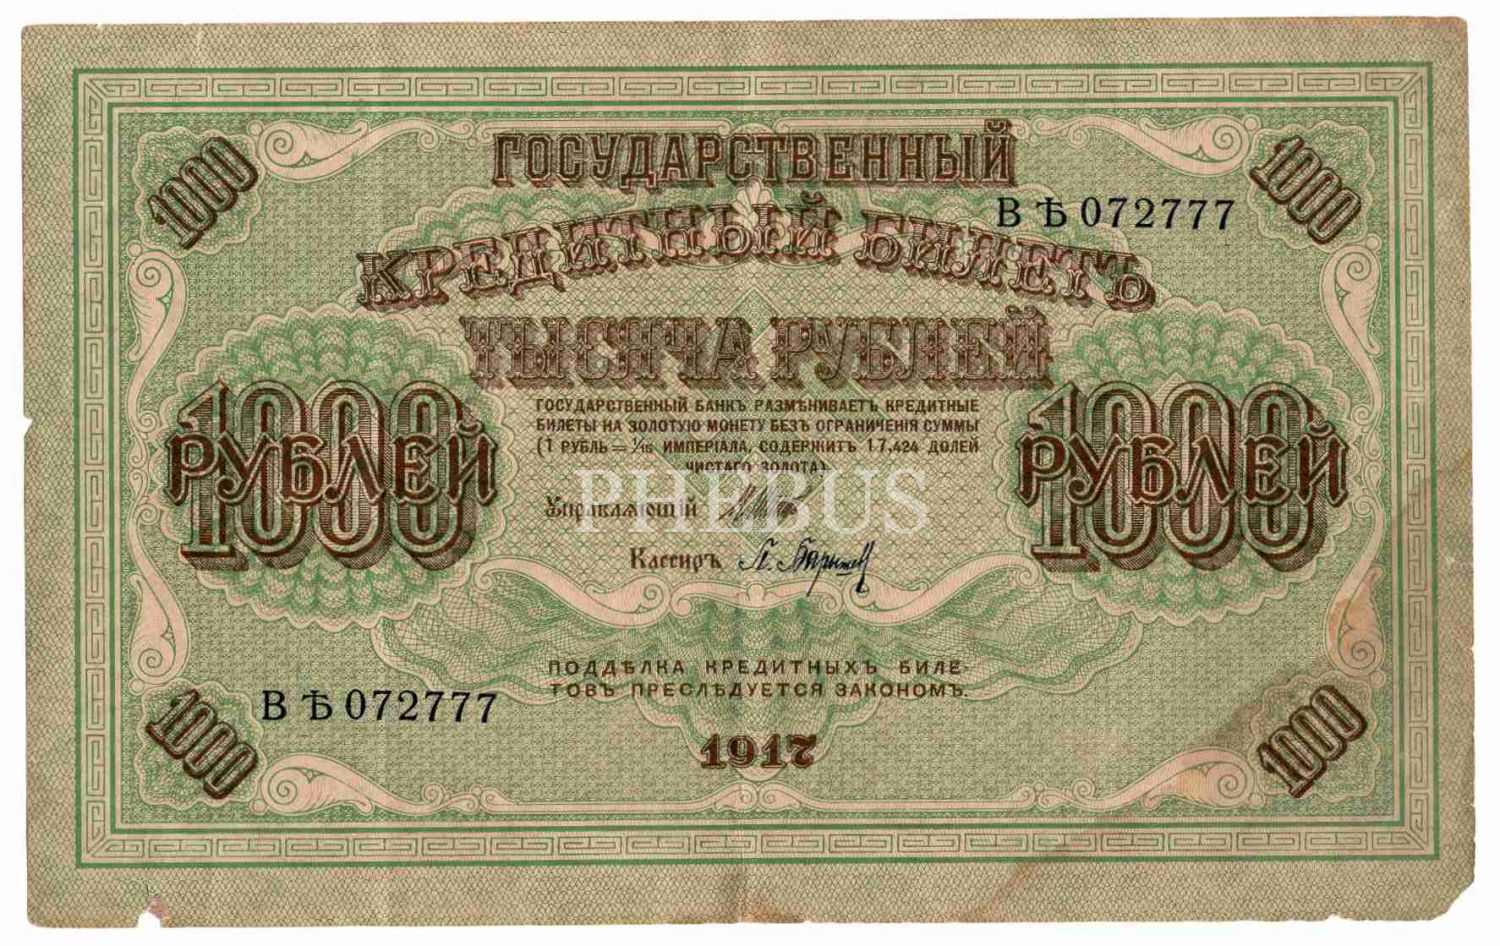 1000
1000
ГОСУДАРСТВЕННЫЙ
КРЕДИТНЫЙ БИЛЕТЪ
В Ѣ 072777
ТЫСЯЧА РУБЛЕЙ
1000
РУБЛЕЙ
1000
РУБЛЕЙ
ГОСУДАРСТВЕННЫЙ БАНКЪ РАЗМѢНИВАЕТЪ КРЕДИТНЫЕ
БИЛЕТЫ НА ЗОЛОТУЮ МОНЕТУ БЕЗЪ ОГРАНИЧЕНІЯ СУММЫ
(1 РУБЛЬ = 1/15 ИМПЕРІАЛА, СОДЕРЖИТЪ 17,424 ДОЛЕЙ
ЧИСТАГО ЗОЛОТА).
PHEBUS
Управляющій
Кассиръ П. Барышев
ПОДДѢЛКА КРЕДИТНЫХЪ БИЛЕ-
ТОВЪ ПРЕСЛѢДУЕТСЯ ЗАКОНОМЪ.
В Ѣ 072777
1917
1000
1000